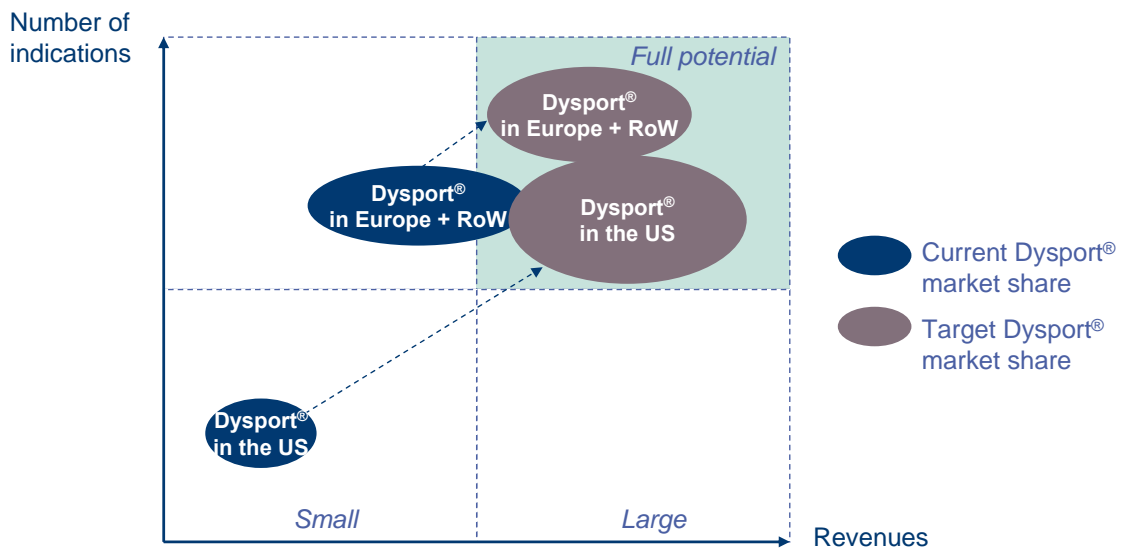 Number of
indications
Full potential
Dysport®
in Europe + RoW
Dysport®
in Europe + RoW
Dysport®
in the US
Current Dysport®
market share
Target Dysport®
market share
Dysport®
in the US
Small
Large
Revenues